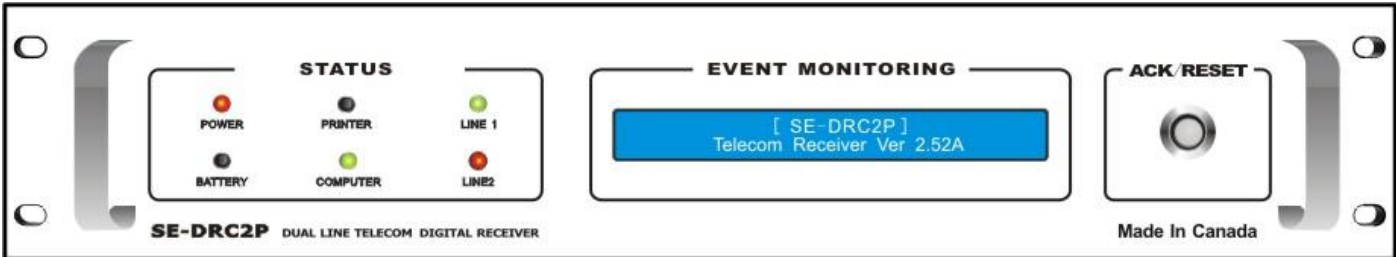 STATUS
POWER
PRINTER
LINE 1
BATTERY
COMPUTER
LINE2
EVENT MONITORING
[ SE-DRC2P ]
Telecom Receiver Ver 2.52A
ACK/RESET
SE-DRC2P DUAL LINE TELECOM DIGITAL RECEIVER
Made In Canada